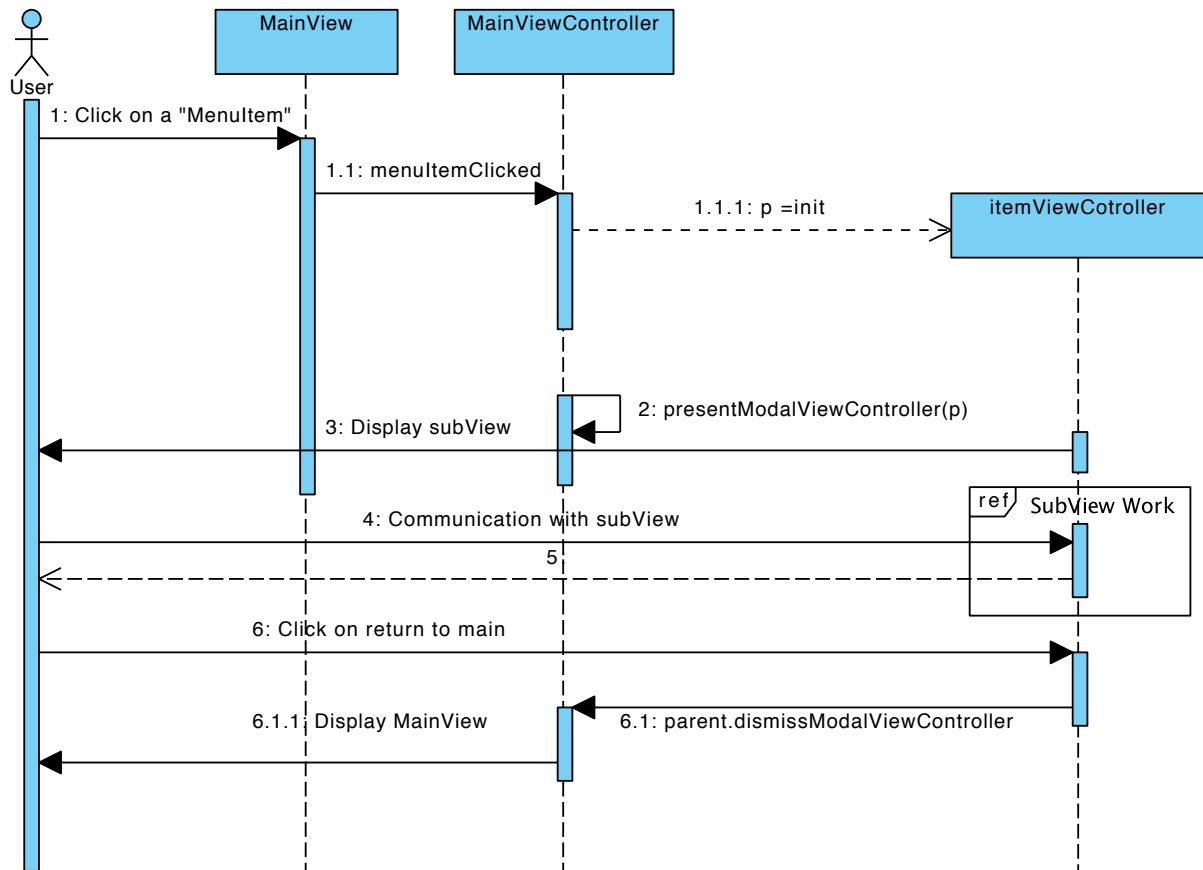 MainView
MainViewController
User
1: Click on a "MenuItem"
1.1: menuItemClicked
1.1.1: p =init
itemViewCotroller
2: presentModalViewController(p)
3: Display subView
ref
SubView Work
4: Communication with subView
5
6: Click on return to main
6.1.1: Display MainView
6.1: parent.dismissModalViewController